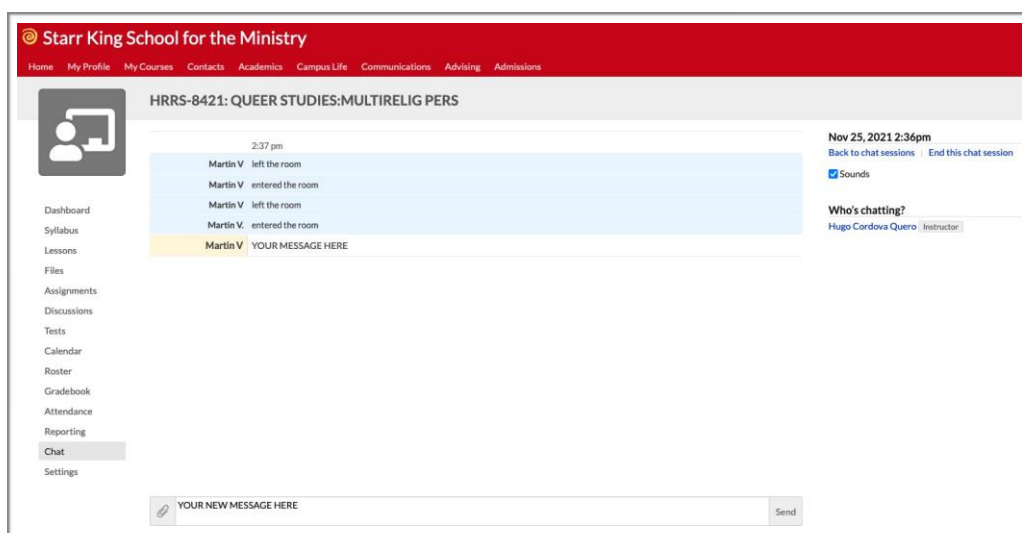 Starr King School for the Ministry
Home My Profile My Courses Contacts Academics Campus Life Communications Advising Admissions
HRRS-8421: QUEER STUDIES:MULTIRELIG PERS
2:37 pm
Martin V left the room
Martin V entered the room
Martin V left the room
Martin V. entered the room
Martin V YOUR MESSAGE HERE
Nov 25, 2021 2:36pm
Back to chat sessions | End this chat session
Sounds
Who's chatting?
Hugo Cordova Quero Instructor
Dashboard
Syllabus
Lessons
Files
Assignments
Discussions
Tests
Calendar
Roster
Gradebook
Attendance
Reporting
Chat
Settings
YOUR NEW MESSAGE HERE Send